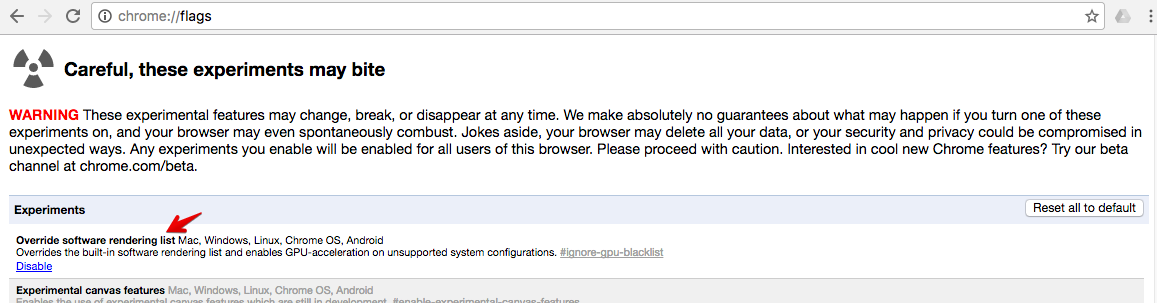 chrome://flags
Careful, these experiments may bite
WARNING These experimental features may change, break, or disappear at any time. We make absolutely no guarantees about what may happen if you turn one of these
experiments on, and your browser may even spontaneously combust. Jokes aside, your browser may delete all your data, or your security and privacy could be compromised in
unexpected ways. Any experiments you enable will be enabled for all users of this browser. Please proceed with caution. Interested in cool new Chrome features? Try our beta
channel at chrome.com/beta.
Experiments Reset all to default
Override software rendering list Mac, Windows, Linux, Chrome OS, Android
Overrides the built-in software rendering list and enables GPU-acceleration on unsupported system configurations. #ignore-gpu-blacklist
Disable
Experimental canvas features Mac, Windows, Linux, Chrome OS, Android
Enables the use of experimental canvas features which are still in development. #enable-experimental-canvas-features